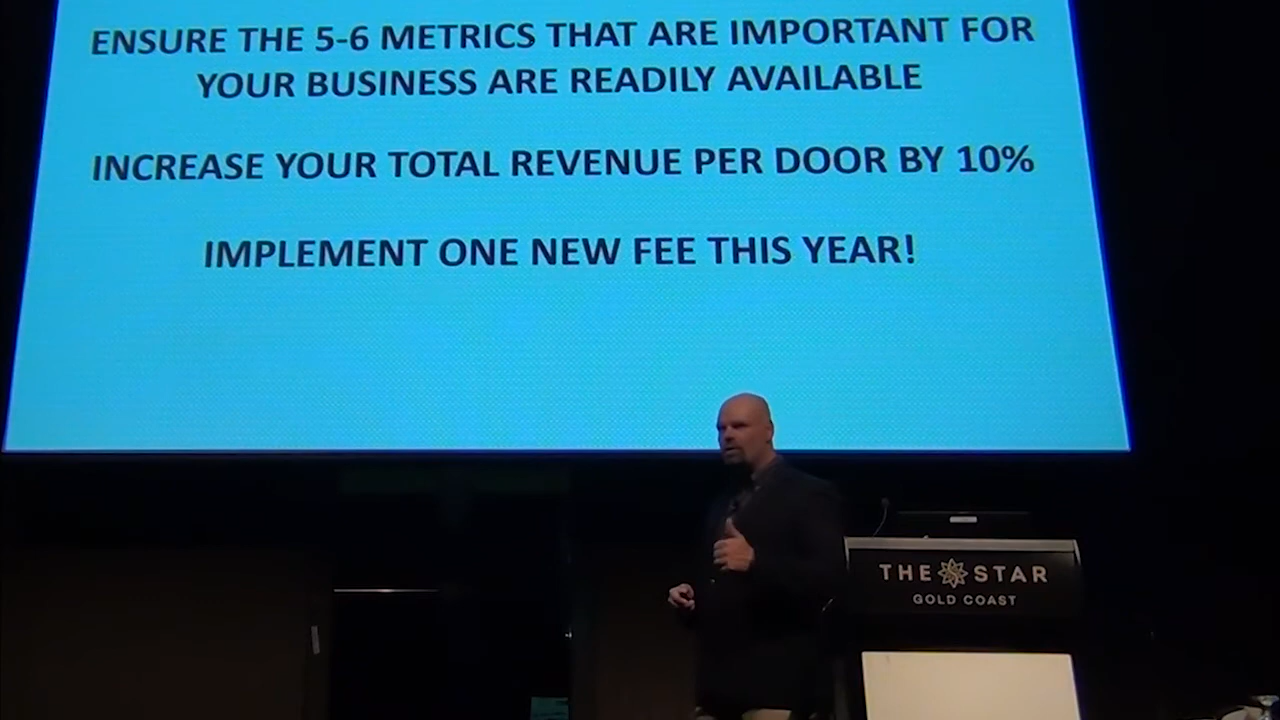 ENSURE THE 5-6 METRICS THAT ARE IMPORTANT FOR
YOUR BUSINESS ARE READILY AVAILABLE
INCREASE YOUR TOTAL REVENUE PER DOOR BY 10%
IMPLEMENT ONE NEW FEE THIS YEAR!
THE STAR
GOLD COAST